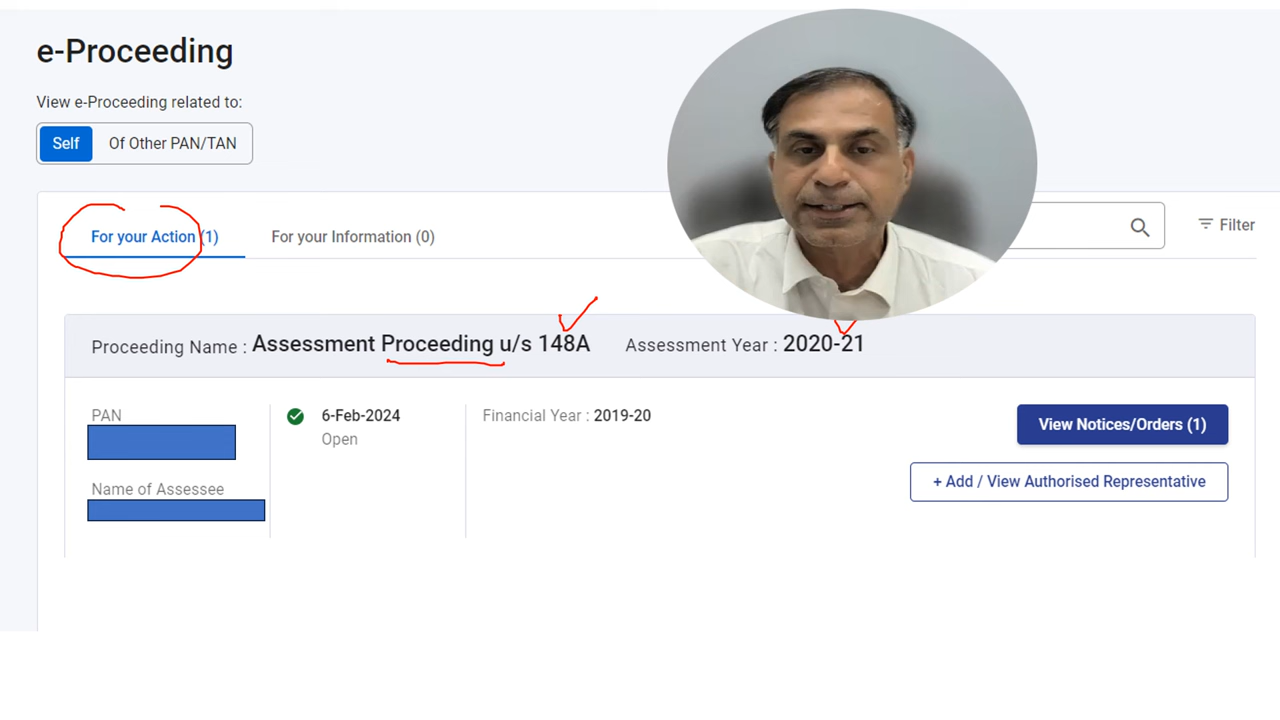 e-Proceeding
View e-Proceeding related to:
Self Of Other PAN/TAN
For your Action (1) For your Information (0) Filter
Proceeding Name : Assessment Proceeding u/s 148A Assessment Year : 2020-21
PAN 6-Feb-2024 Financial Year : 2019-20 View Notices/Orders (1)
Open
Name of Assessee + Add / View Authorised Representative